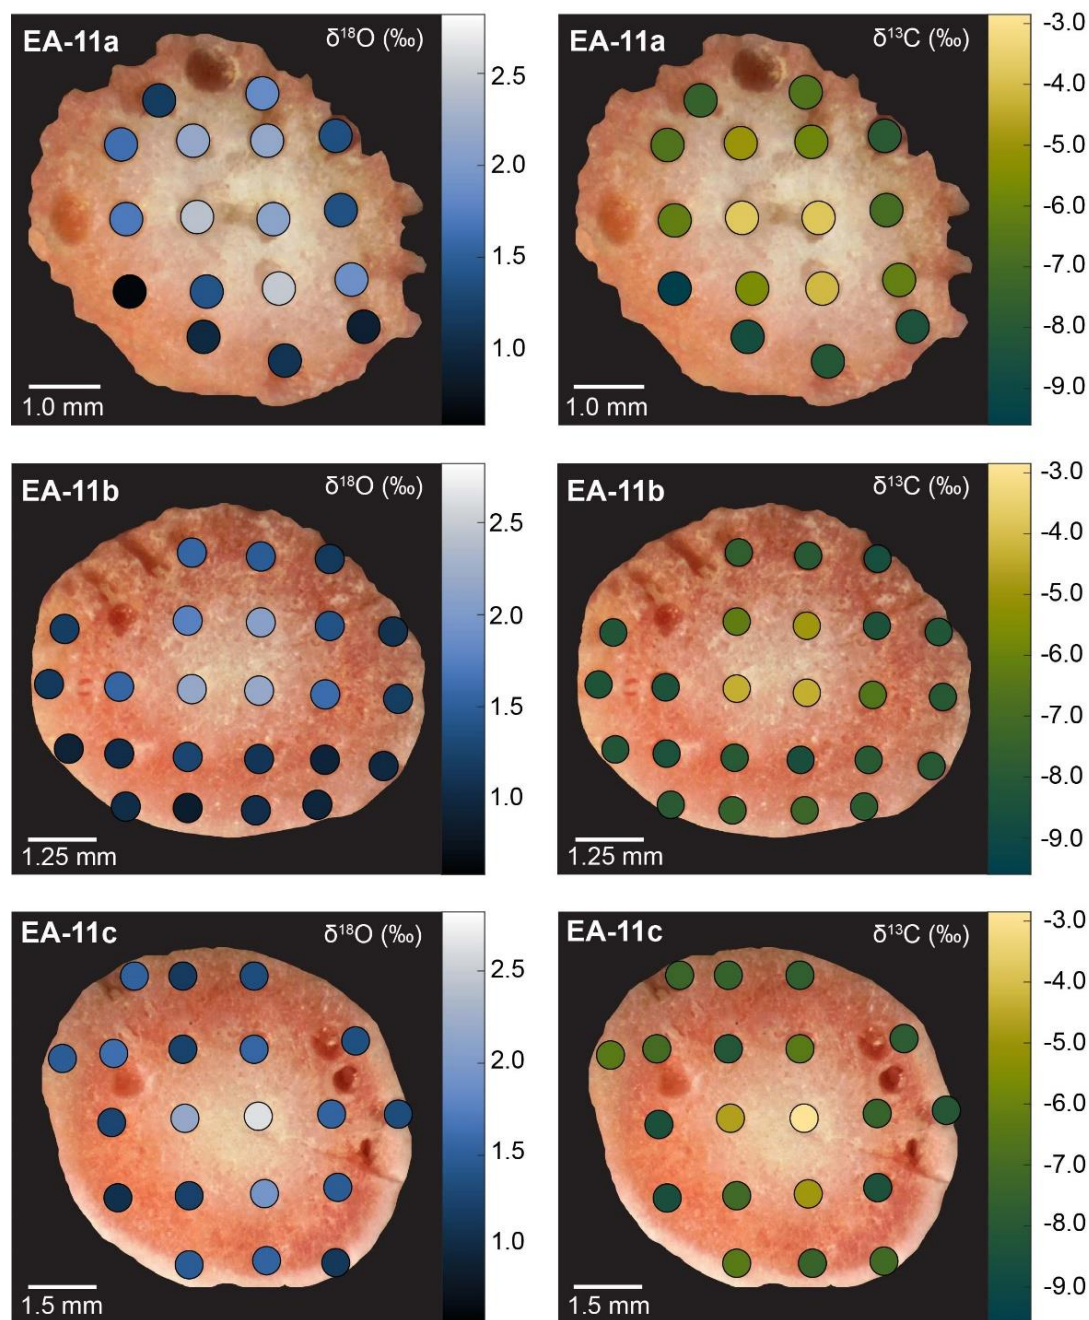 EA-11a δ¹⁸O (‰)
2.5
2.0
1.5
1.0
1.0 mm
EA-11a δ¹³C (‰)
-3.0
-4.0
-5.0
-6.0
-7.0
-8.0
-9.0
1.0 mm
EA-11b δ¹⁸O (‰)
2.5
2.0
1.5
1.0
1.25 mm
EA-11b δ¹³C (‰)
-3.0
-4.0
-5.0
-6.0
-7.0
-8.0
-9.0
1.25 mm
EA-11c δ¹⁸O (‰)
2.5
2.0
1.5
1.0
1.5 mm
EA-11c δ¹³C (‰)
-3.0
-4.0
-5.0
-6.0
-7.0
-8.0
-9.0
1.5 mm